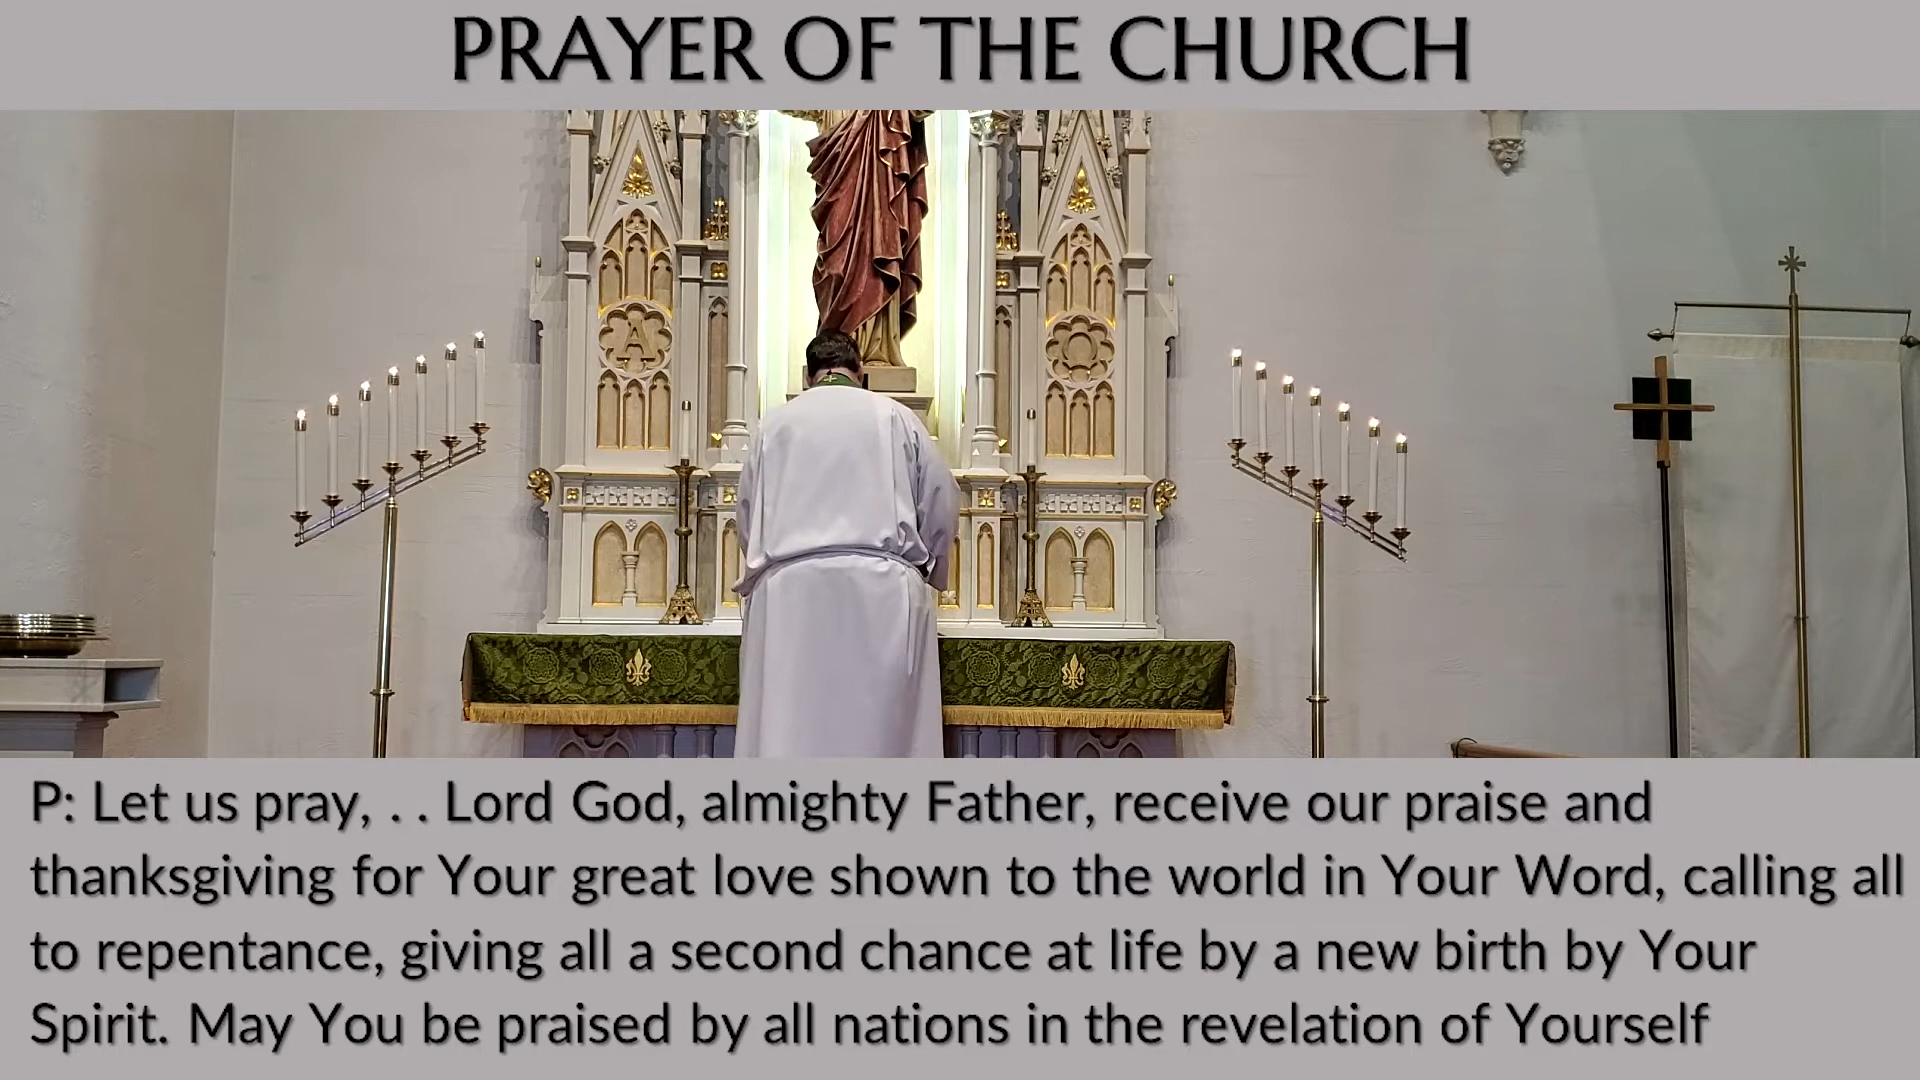 PRAYER OF THE CHURCH
A
P: Let us pray, . . Lord God, almighty Father, receive our praise and
thanksgiving for Your great love shown to the world in Your Word, calling all
to repentance, giving all a second chance at life by a new birth by Your
Spirit. May You be praised by all nations in the revelation of Yourself